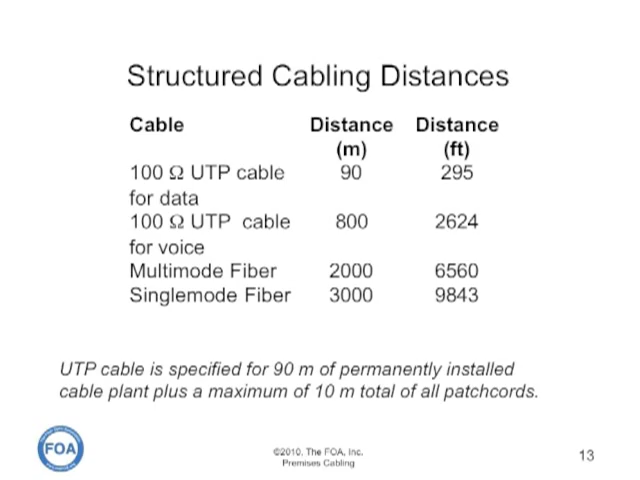 Structured Cabling Distances
Cable Distance Distance
(m) (ft)
100 Ω UTP cable 90 295
for data
100 Ω UTP cable 800 2624
for voice
Multimode Fiber 2000 6560
Singlemode Fiber 3000 9843
UTP cable is specified for 90 m of permanently installed
cable plant plus a maximum of 10 m total of all patchcords.
FOA
©2010, The FOA, Inc.
Premises Cabling
13